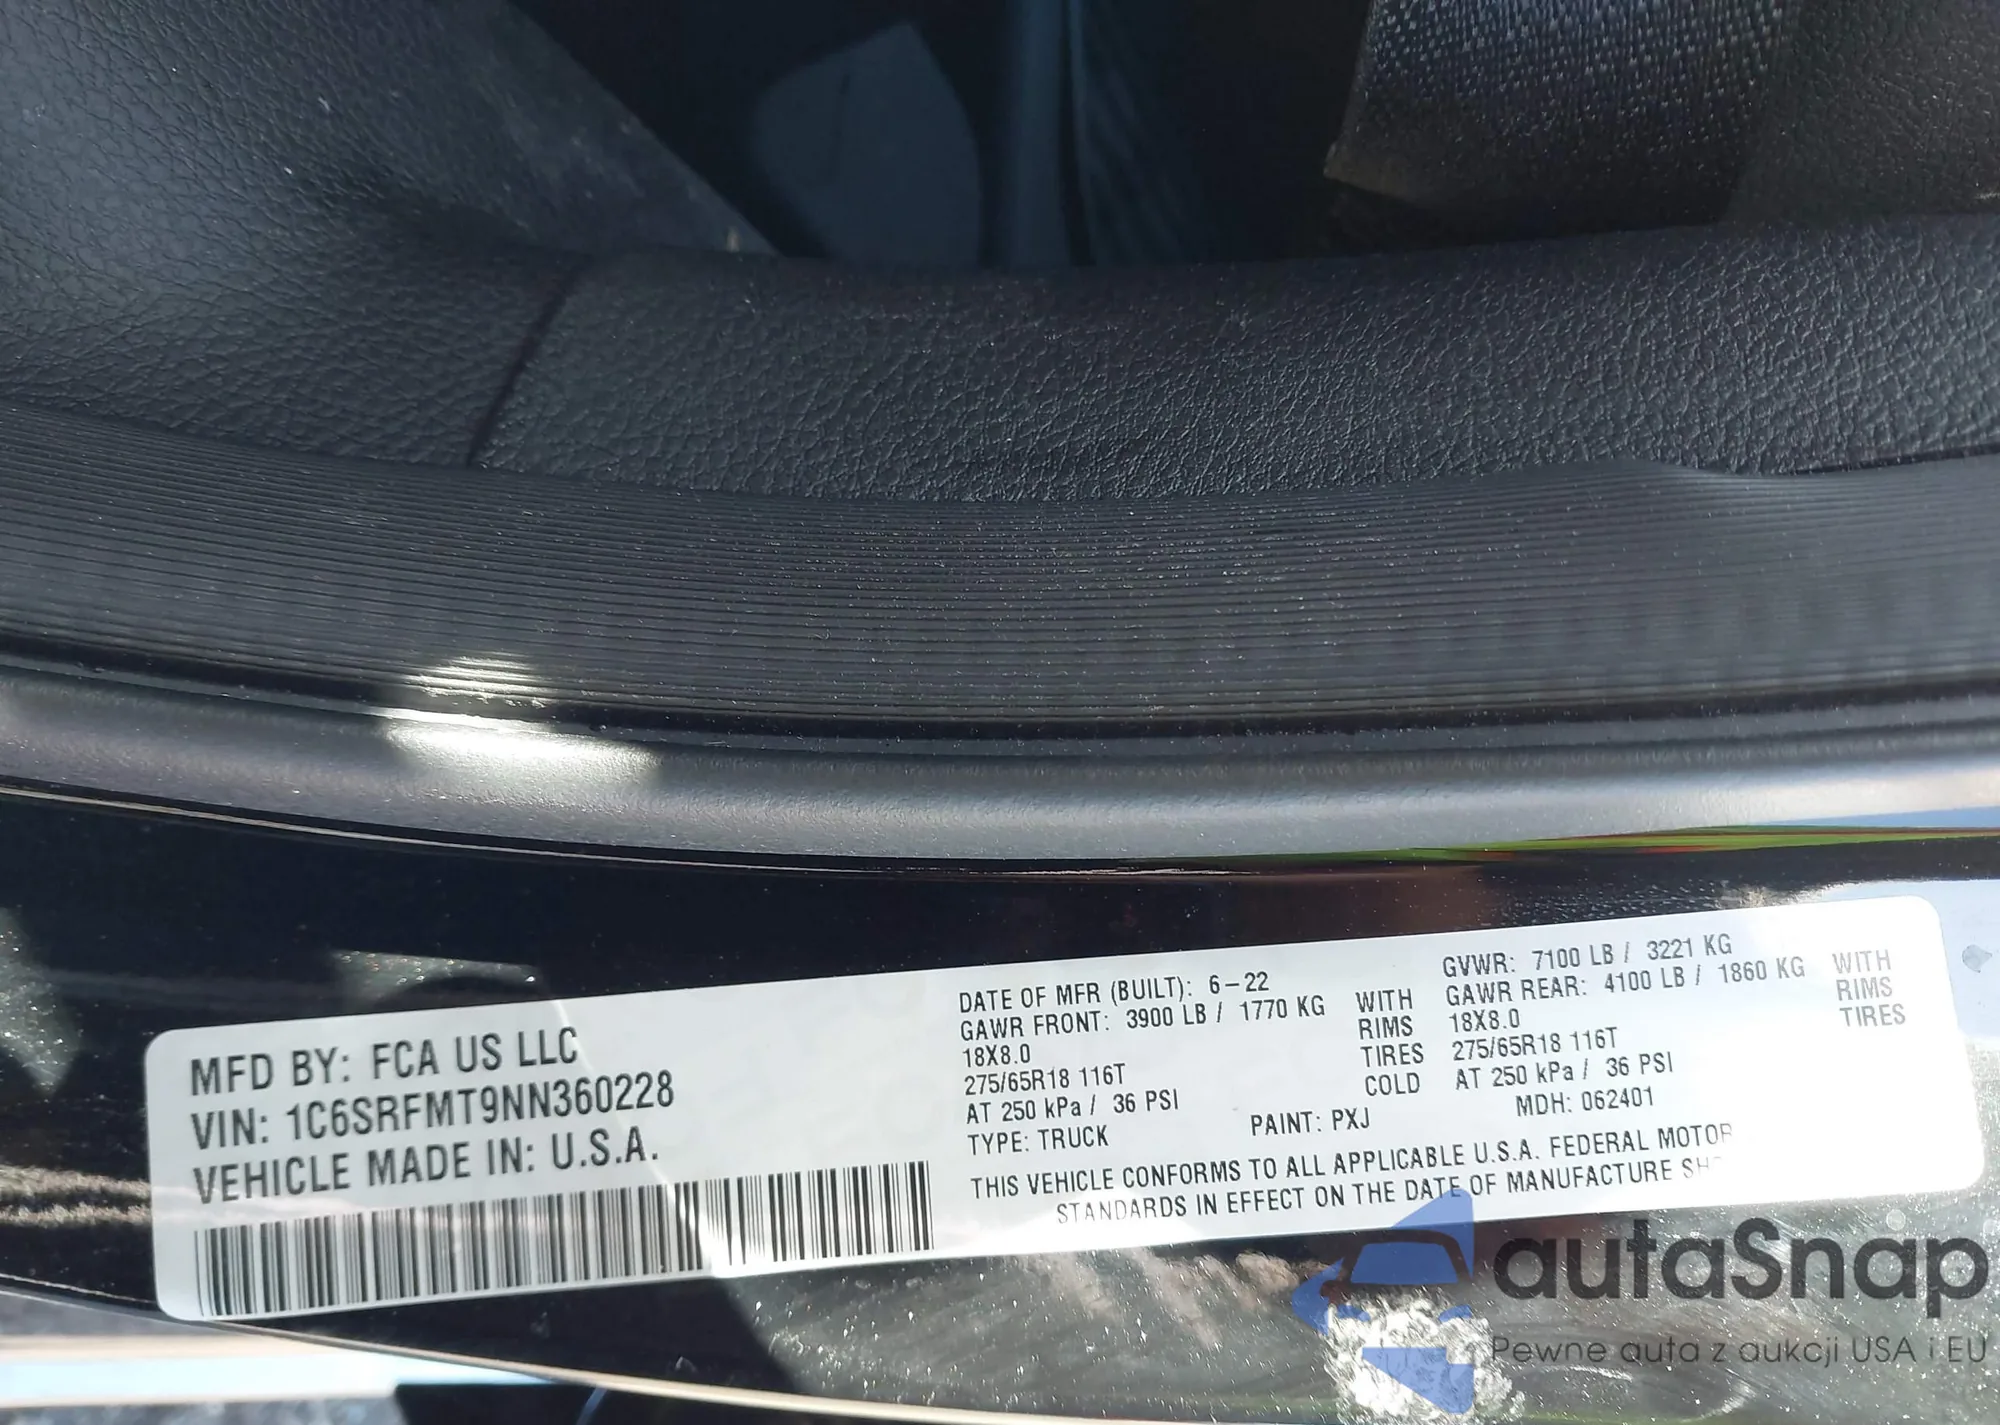 MFD BY: FCA US LLC
VIN: 1C6SRFMT9NN360228
VEHICLE MADE IN: U.S.A.
DATE OF MFR (BUILT): 6-22
GAWR FRONT: 3900 LB / 1770 KG WITH
18X8.0 RIMS
275/65R18 116T TIRES
AT 250 kPa / 36 PSI COLD
TYPE: TRUCK PAINT: PXJ
GVWR: 7100 LB / 3221 KG
GAWR REAR: 4100 LB / 1860 KG WITH
18X8.0 RIMS
275/65R18 116T TIRES
AT 250 kPa / 36 PSI
MDH: 062401
THIS VEHICLE CONFORMS TO ALL APPLICABLE U.S.A. FEDERAL MOTOR
STANDARDS IN EFFECT ON THE DATE OF MANUFACTURE
autaSnap
Pewne auta z aukcji USA i EU